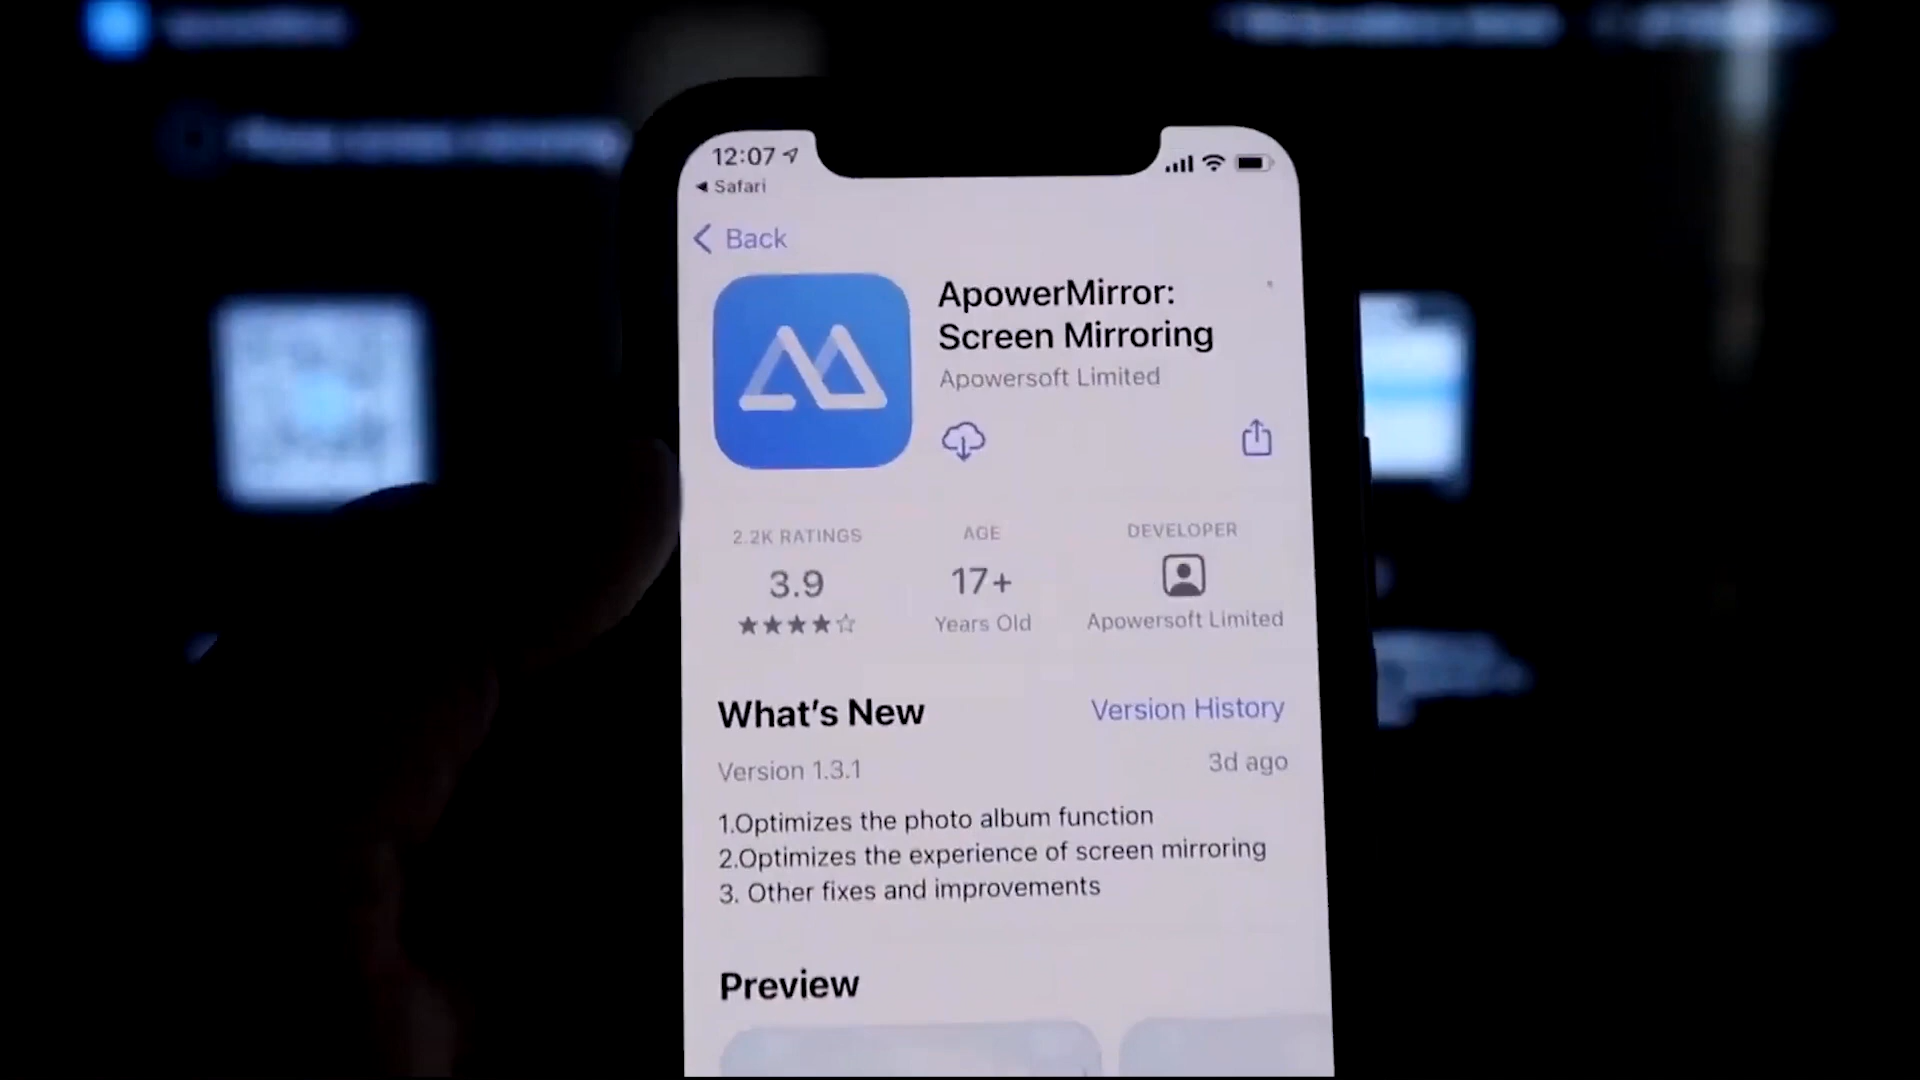 12:07
Safari
Back
ApowerMirror:
Screen Mirroring
Apowersoft Limited
2.2K RATINGS
AGE
DEVELOPER
3.9
17+
Years Old
Apowersoft Limited
What's New
Version History
Version 1.3.1
3d ago
1.Optimizes the photo album function
2.Optimizes the experience of screen mirroring
3. Other fixes and improvements
Preview